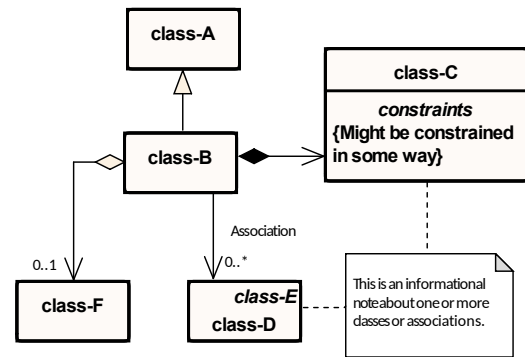 class-A
class-C
constraints
{Might be constrained
in some way}
class-B
Association
0..1
0..*
class-F
class-E
class-D
This is an informational
note about one or more
classes or associations.